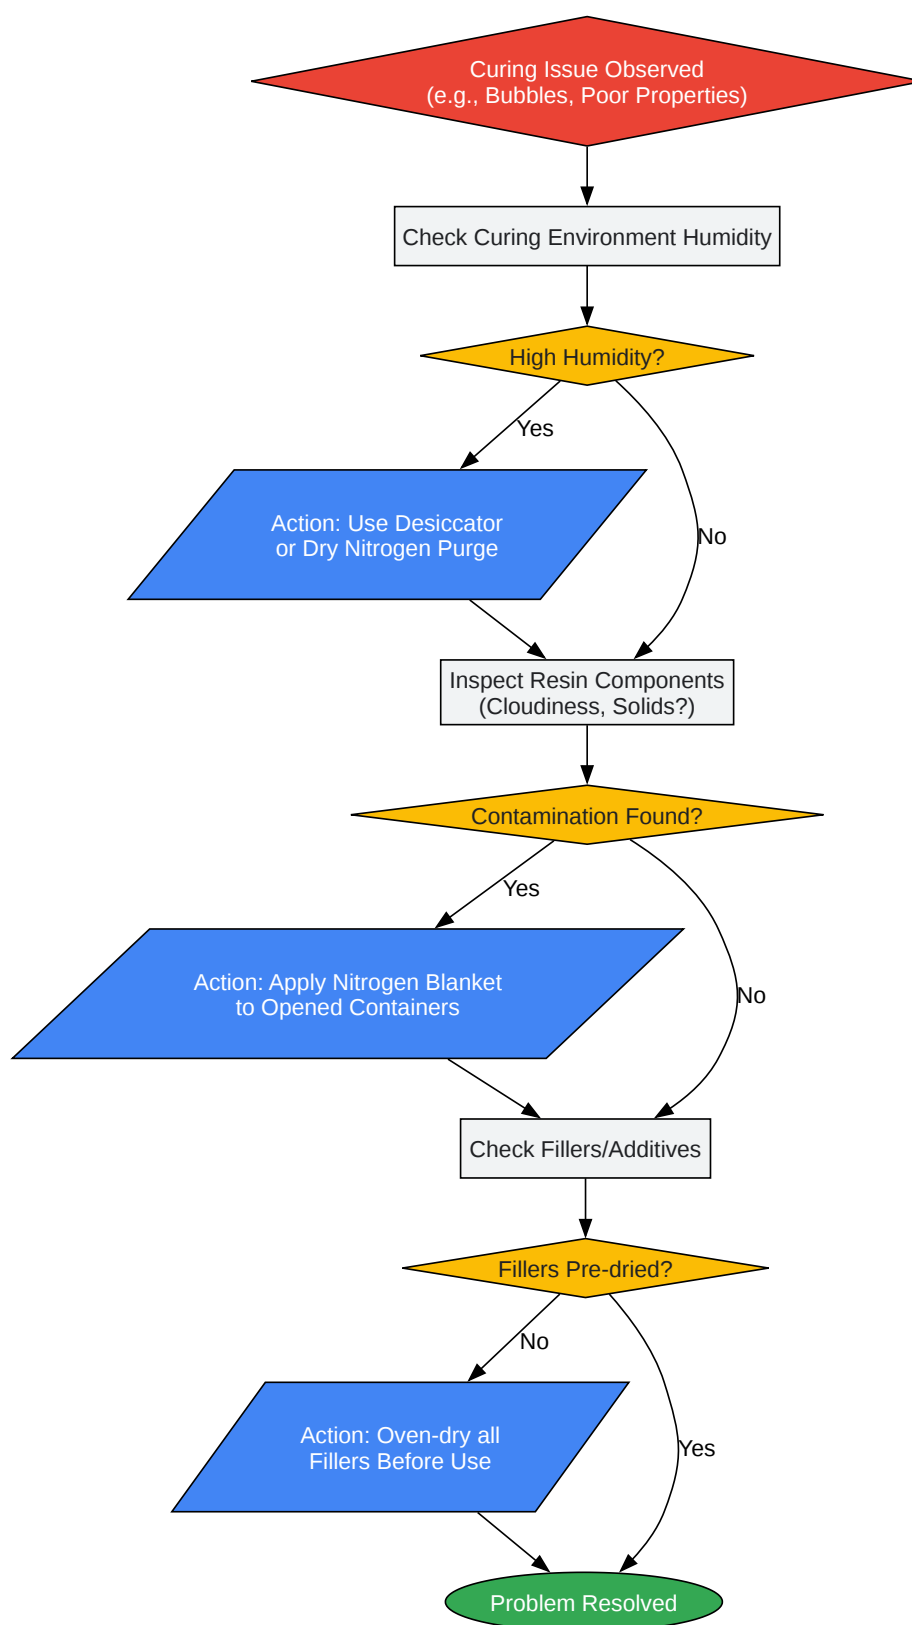 Curing Issue Observed
(e.g., Bubbles, Poor Properties)
Check Curing Environment Humidity
High Humidity?
Yes
Action: Use Desiccator
or Dry Nitrogen Purge
No
Inspect Resin Components
(Cloudiness, Solids?)
Contamination Found?
Yes
Action: Apply Nitrogen Blanket
to Opened Containers
No
Check Fillers/Additives
Fillers Pre-dried?
No
Action: Oven-dry all
Fillers Before Use
Yes
Problem Resolved